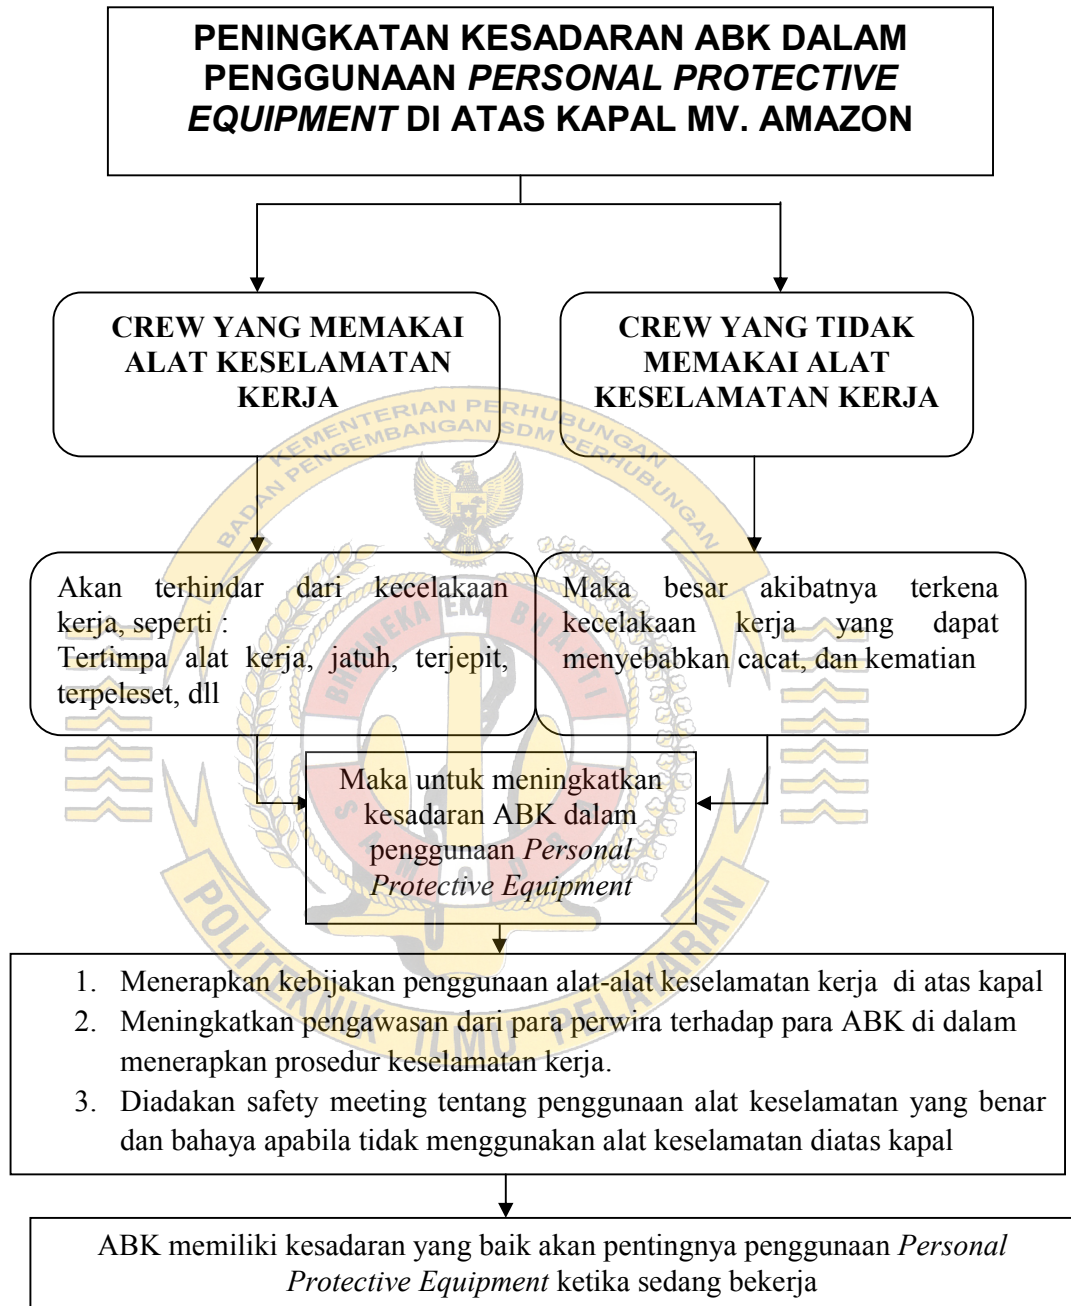 PENINGKATAN KESADARAN ABK DALAM
PENGGUNAAN PERSONAL PROTECTIVE
EQUIPMENT DI ATAS KAPAL MV. AMAZON
CREW YANG MEMAKAI
ALAT KESELAMATAN
KERJA
CREW YANG TIDAK
MEMAKAI ALAT
KESELAMATAN KERJA
KEMENTERIAN PERHUBUNGAN
BADAN PENGEMBANGAN SDM PERHUBUNGAN
Akan terhindar dari kecelakaan
kerja, seperti :
Tertimpa alat kerja, jatuh, terjepit,
terpeleset, dll
Maka besar akibatnya terkena
kecelakaan kerja yang dapat
menyebabkan cacat, dan kematian
BHINNEKA EKA BHAKTI
SAMODRA
Maka untuk meningkatkan
kesadaran ABK dalam
penggunaan Personal
Protective Equipment
POLITEKNIK ILMU PELAYARAN
1. Menerapkan kebijakan penggunaan alat-alat keselamatan kerja di atas kapal
2. Meningkatkan pengawasan dari para perwira terhadap para ABK di dalam
menerapkan prosedur keselamatan kerja.
3. Diadakan safety meeting tentang penggunaan alat keselamatan yang benar
dan bahaya apabila tidak menggunakan alat keselamatan diatas kapal
ABK memiliki kesadaran yang baik akan pentingnya penggunaan Personal
Protective Equipment ketika sedang bekerja